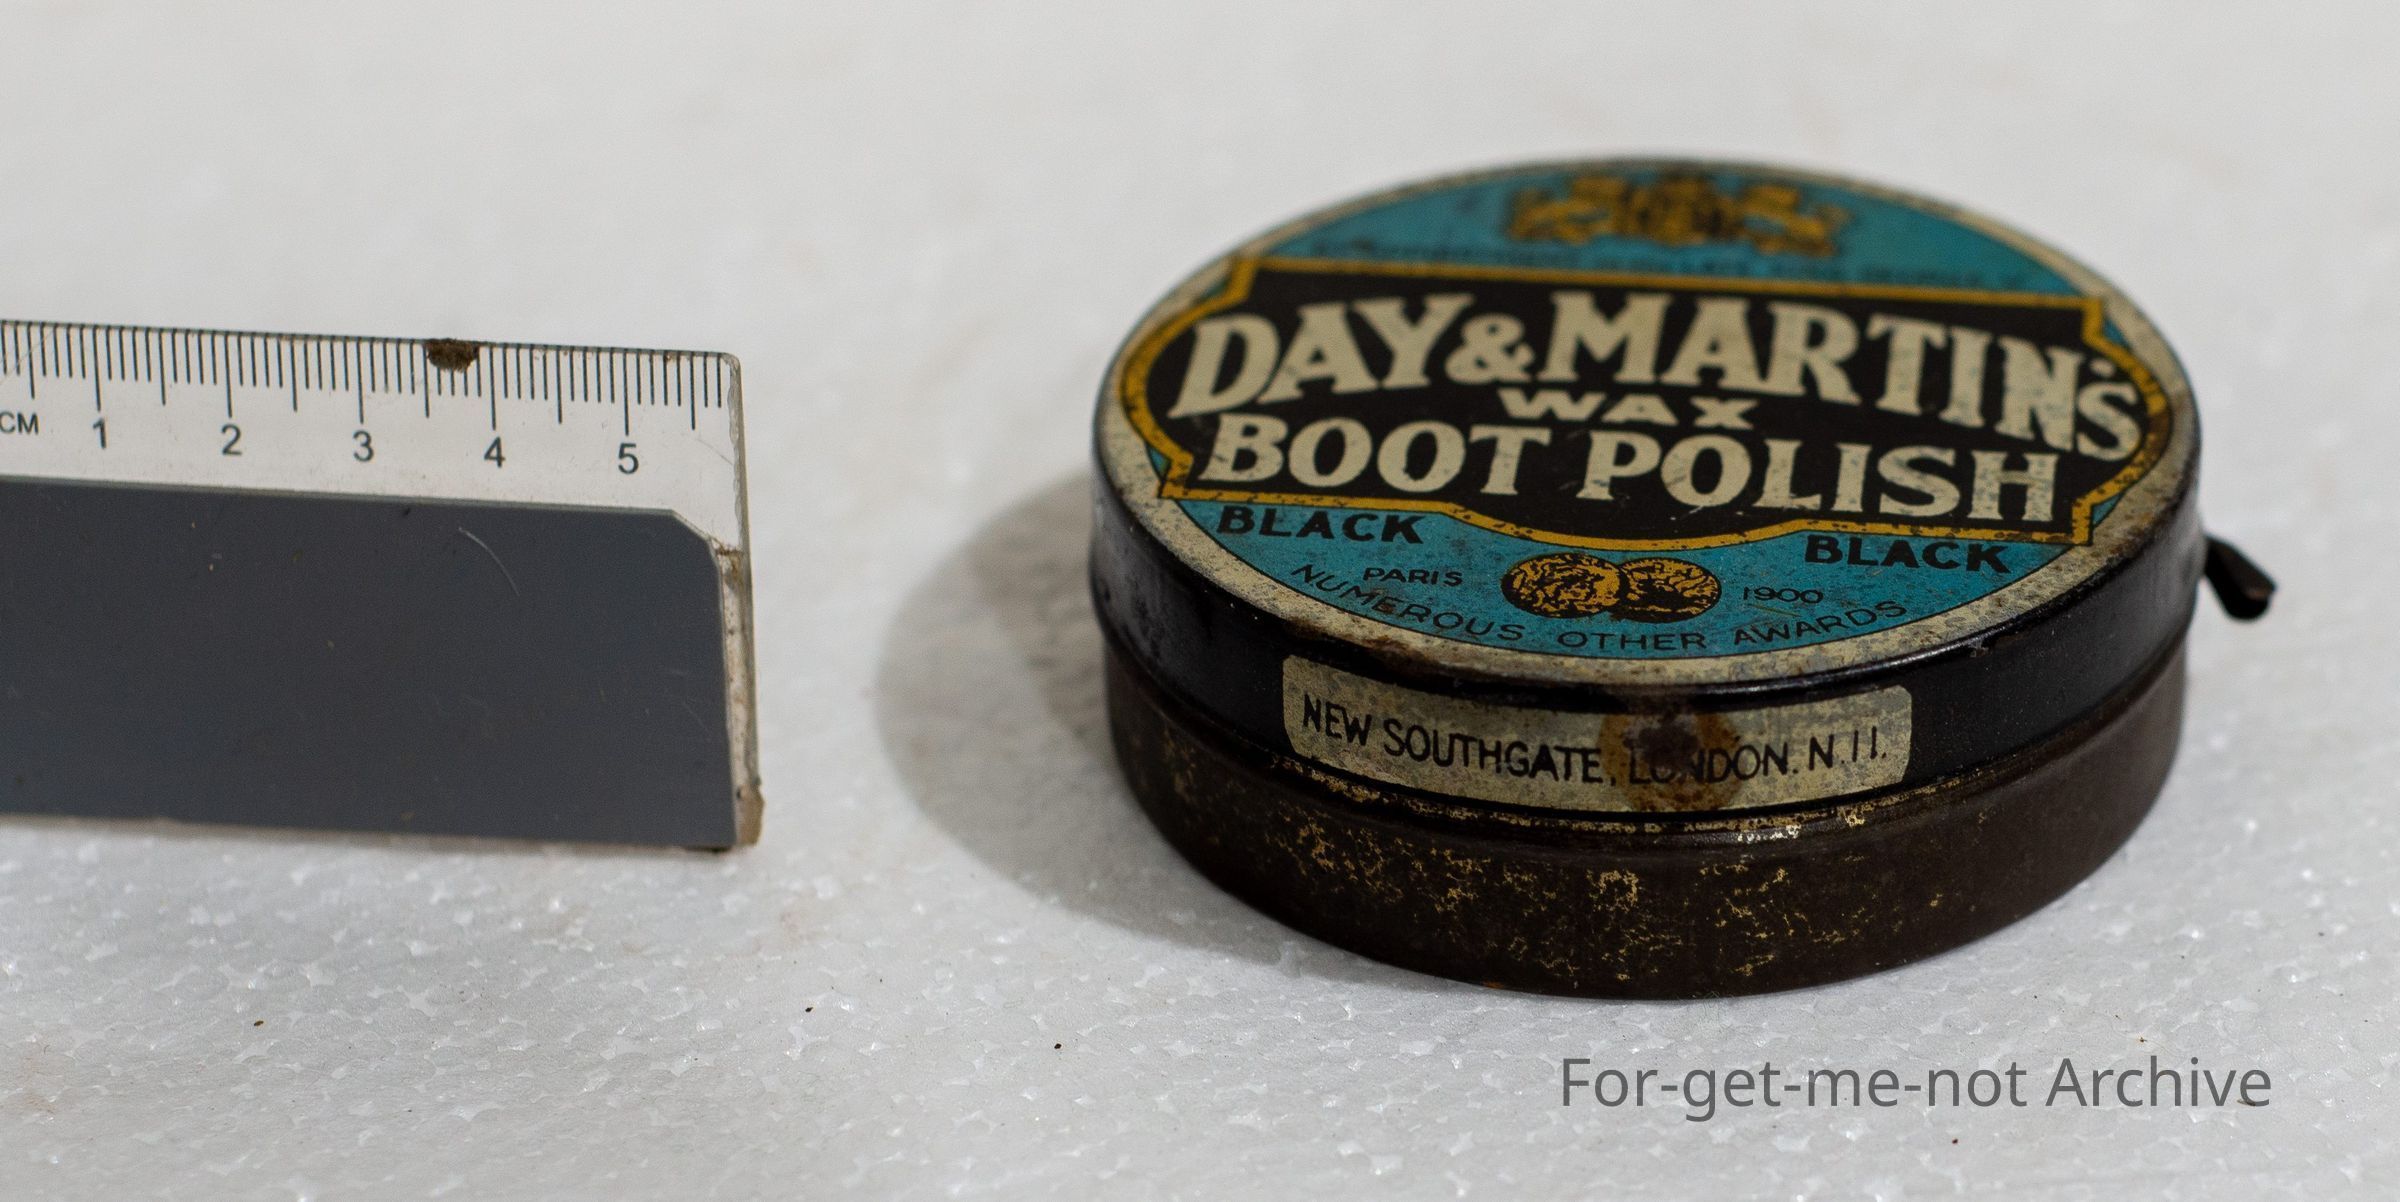 CM 1 2 3 4 5
DAY & MARTIN'S
WAX
BOOT POLISH
BLACK BLACK
PARIS 1900
NUMEROUS OTHER AWARDS
NEW SOUTHGATE, LONDON. N.11.
For-get-me-not Archive